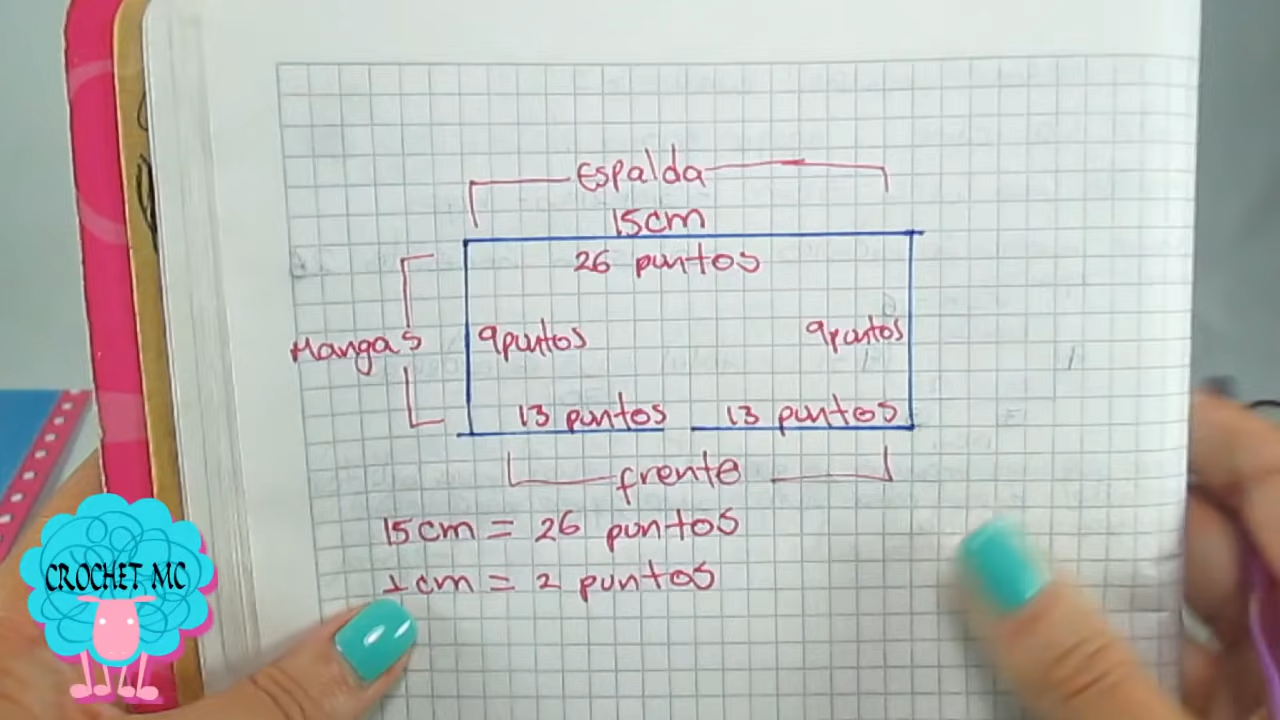 Espalda
15cm
26 puntos
Mangas 9puntos 9puntos
13 puntos 13 puntos
frente
15cm = 26 puntos
1cm = 2 puntos
CROCHET MC